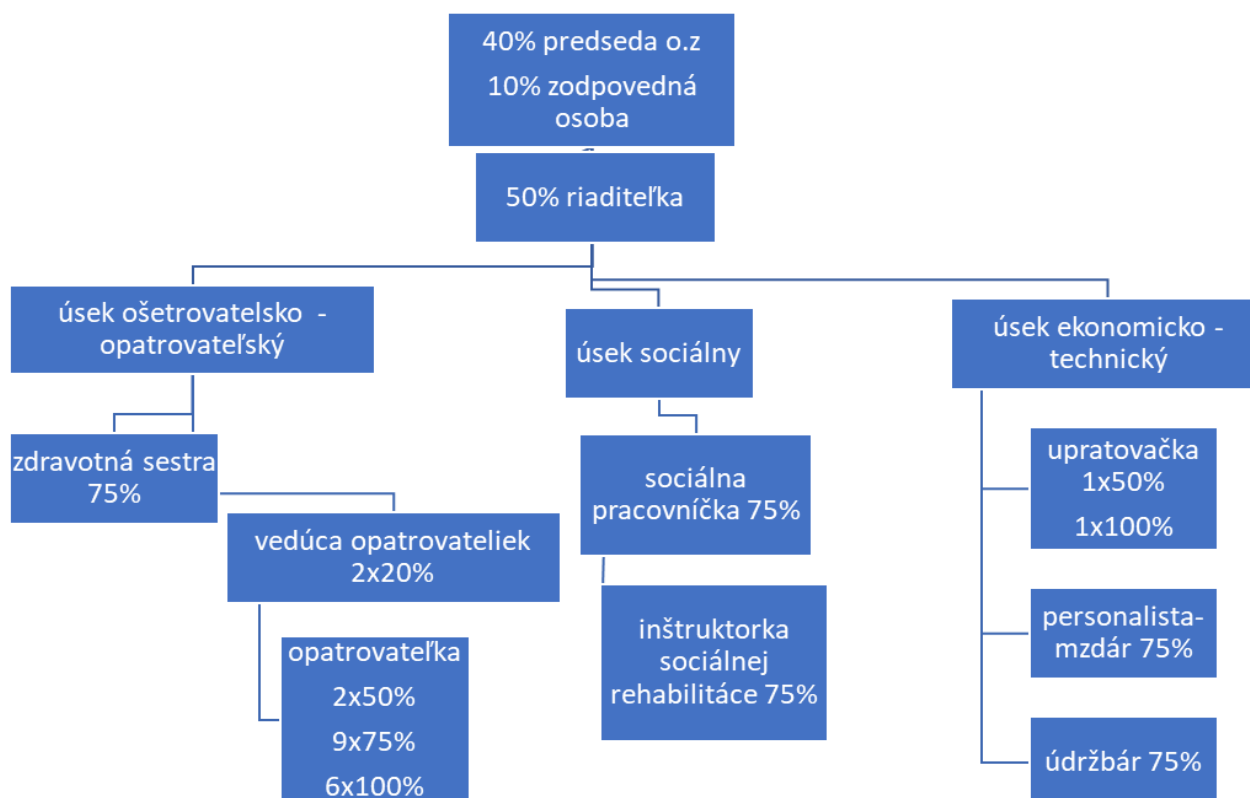 40% predseda o.z
10% zodpovedná
osoba
50% riaditeľka
úsek ošetrovatelsko -
opatrovateľský
zdravotná sestra
75%
vedúca opatrovateliek
2x20%
opatrovateľka
2x50%
9x75%
6x100%
úsek sociálny
sociálna
pracovníčka 75%
inštruktorka
sociálnej
rehabilitáce 75%
úsek ekonomicko -
technický
upratovačka
1x50%
1x100%
personalista-
mzdár 75%
údržbár 75%